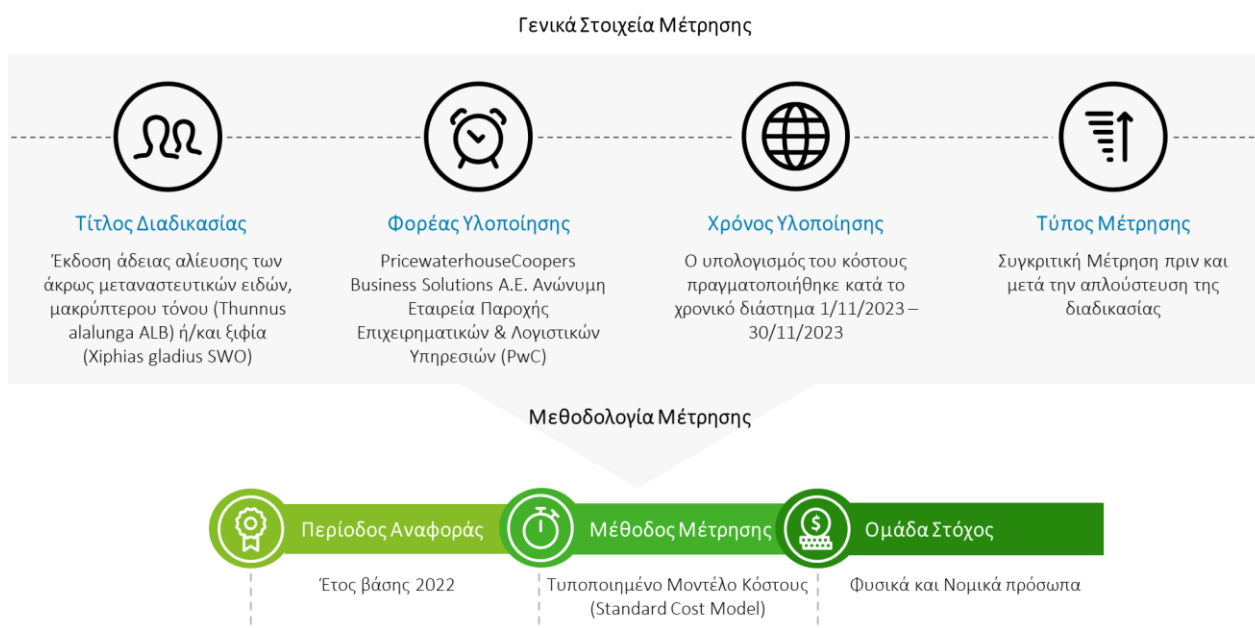 Γενικά Στοιχεία Μέτρησης
Τίτλος Διαδικασίας
Έκδοση άδειας αλίευσης των
άκρως μεταναστευτικών ειδών,
μακρύπτερου τόνου (Thunnus
alalunga ALB) ή/και ξιφία
(Xiphias gladius SWO)
Φορέας Υλοποίησης
PricewaterhouseCoopers
Business Solutions Α.Ε. Ανώνυμη
Εταιρεία Παροχής
Επιχειρηματικών & Λογιστικών
Υπηρεσιών (PwC)
Χρόνος Υλοποίησης
Ο υπολογισμός του κόστους
πραγματοποιήθηκε κατά το
χρονικό διάστημα 1/11/2023 –
30/11/2023
Τύπος Μέτρησης
Συγκριτική Μέτρηση πριν και
μετά την απλούστευση της
διαδικασίας
Μεθοδολογία Μέτρησης
Περίοδος Αναφοράς
Έτος βάσης 2022
Μέθοδος Μέτρησης
Τυποποιημένο Μοντέλο Κόστους
(Standard Cost Model)
$
Ομάδα Στόχος
Φυσικά και Νομικά πρόσωπα